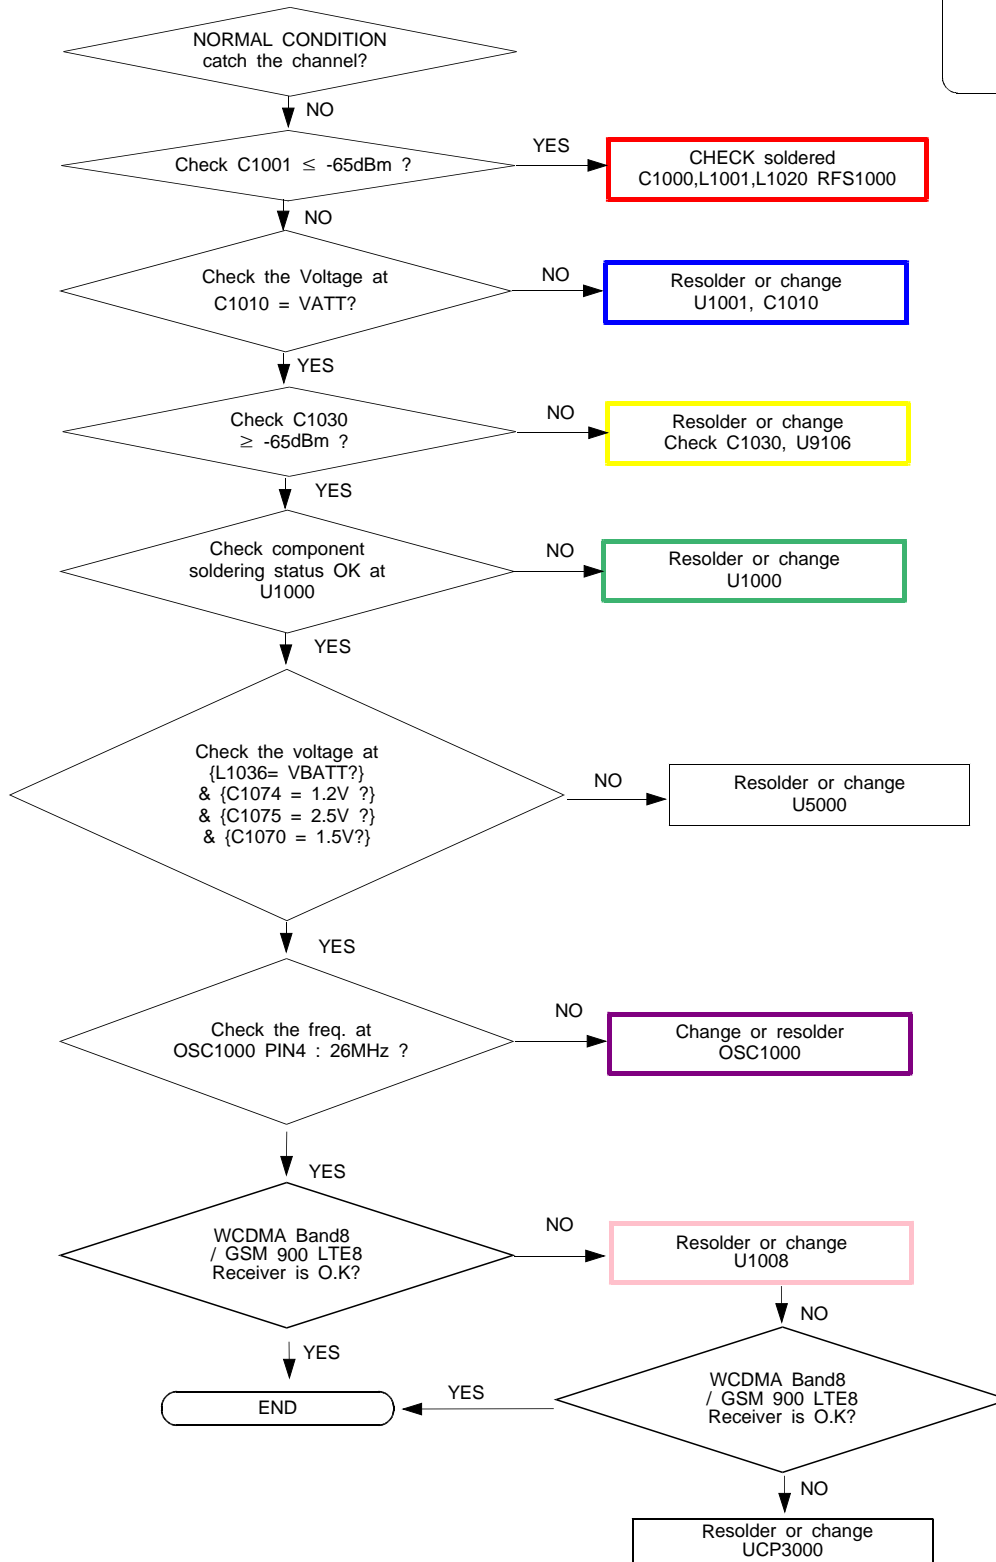 NORMAL CONDITION
catch the channel?
NO
Check C1001 ≤ -65dBm ?
YES
CHECK soldered
C1000,L1001,L1020 RFS1000
NO
Check the Voltage at
C1010 = VATT?
NO
Resolder or change
U1001, C1010
YES
Check C1030
≥ -65dBm ?
NO
Resolder or change
Check C1030, U9106
YES
Check component
soldering status OK at
U1000
NO
Resolder or change
U1000
YES
Check the voltage at
{L1036= VBATT?}
& {C1074 = 1.2V ?}
& {C1075 = 2.5V ?}
& {C1070 = 1.5V?}
NO
Resolder or change
U5000
YES
Check the freq. at
OSC1000 PIN4 : 26MHz ?
NO
Change or resolder
OSC1000
YES
WCDMA Band8
/ GSM 900 LTE8
Receiver is O.K?
NO
Resolder or change
U1008
NO
YES
WCDMA Band8
/ GSM 900 LTE8
Receiver is O.K?
YES
END
NO
Resolder or change
UCP3000